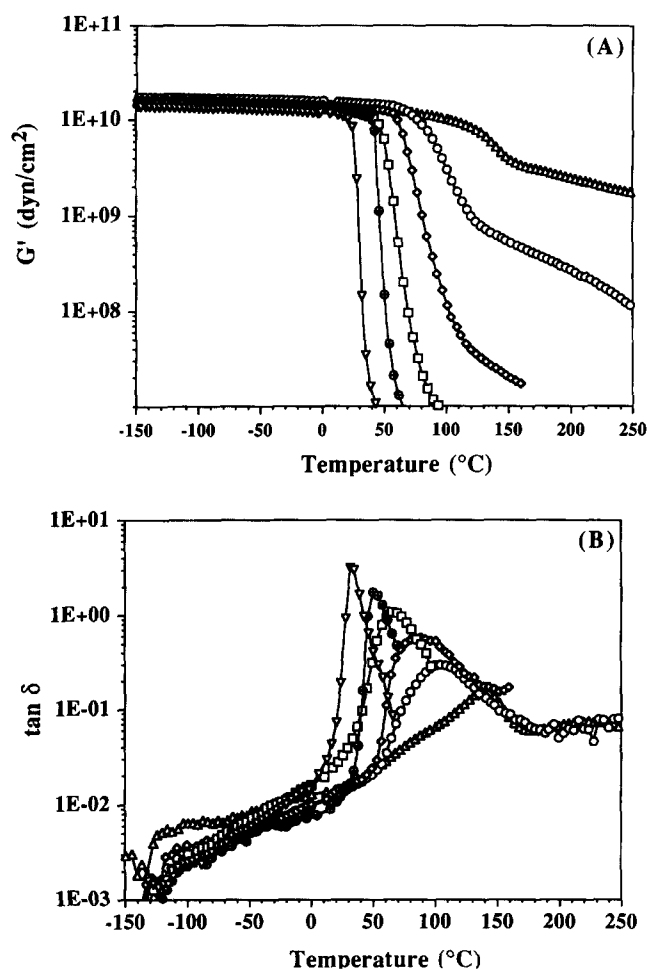 (A)
1E+11
1E+10
1E+09
1E+08
G' (dyn/cm²)
-150 -100 -50 0 50 100 150 200 250
Temperature (°C)
(B)
1E+01
1E+00
1E-01
1E-02
1E-03
tan δ
-150 -100 -50 0 50 100 150 200 250
Temperature (°C)